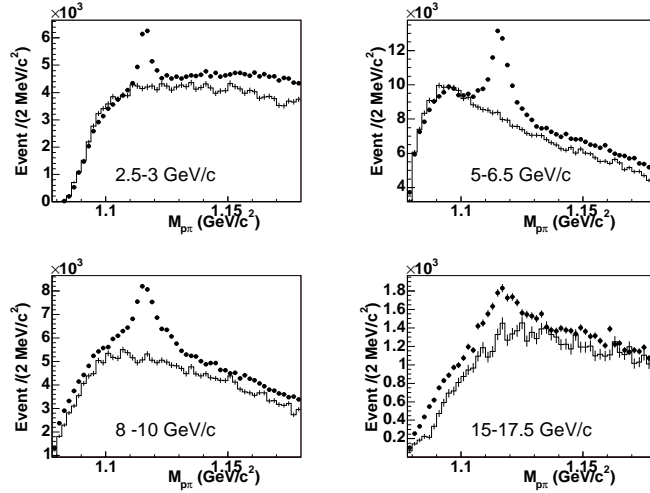 ×10³ ×10³
Event /(2 MeV/c²)
6
5
4
3
2
1
0
2.5-3 GeV/c
1.1 1.15
M_pπ (GeV/c²)
Event /(2 MeV/c²)
12
10
8
6
4
5-6.5 GeV/c
1.1 1.15
M_pπ (GeV/c²)
×10³ ×10³
Event /(2 MeV/c²)
8
7
6
5
4
3
2
1
8 -10 GeV/c
1.1 1.15
M_pπ (GeV/c²)
Event /(2 MeV/c²)
1.8
1.6
1.4
1.2
1
0.8
0.6
0.4
0.2
15-17.5 GeV/c
1.1 1.15
M_pπ (GeV/c²)